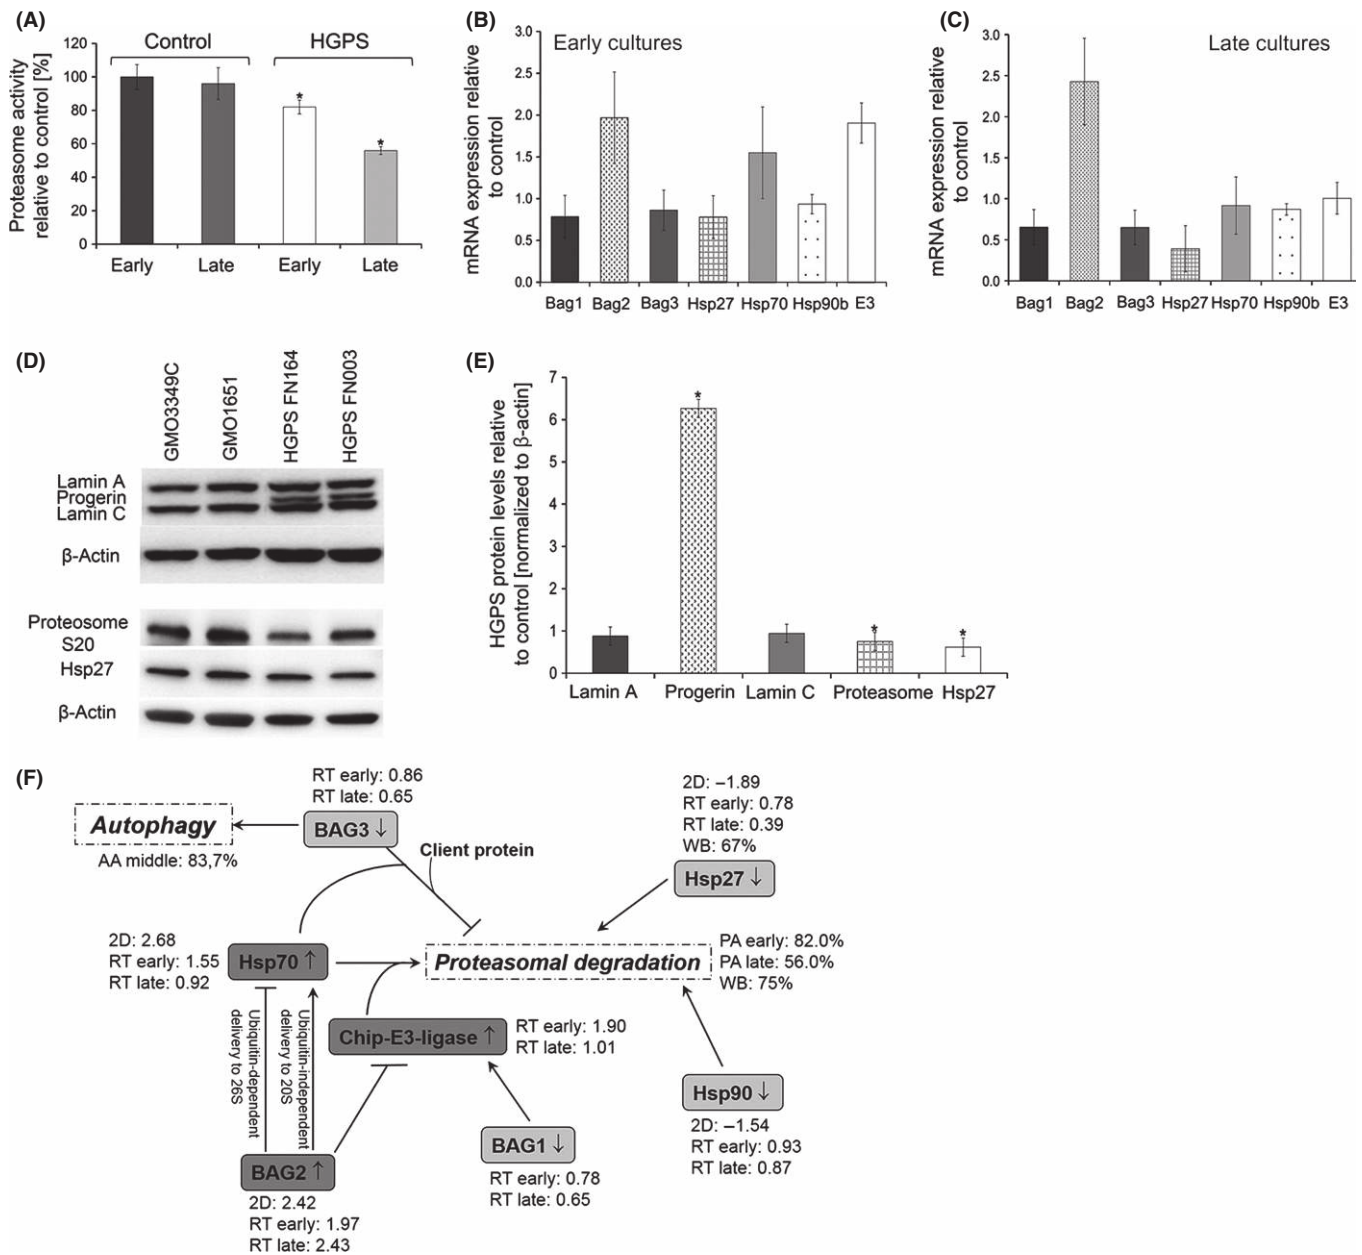 (A)
Proteasome activity
relative to control [%]
120
100
80
60
40
20
0
Control
HGPS
*
*
Early
Late
Early
Late
(B)
mRNA expression relative
to control
3.0
2.5
2.0
1.5
1.0
0.5
0.0
Early cultures
Bag1
Bag2
Bag3
Hsp27
Hsp70
Hsp90b
E3
(C)
mRNA expression relative
to control
3.0
2.5
2.0
1.5
1.0
0.5
0.0
Late cultures
Bag1
Bag2
Bag3
Hsp27
Hsp70
Hsp90b
E3
(D)
GMO3349C
GMO1651
HGPS FN164
HGPS FN003
Lamin A
Progerin
Lamin C
β-Actin
Proteosome
S20
Hsp27
β-Actin
(E)
HGPS protein levels relative
to control [normalized to β-actin]
7
6
5
4
3
2
1
0
*
*
*
Lamin A
Progerin
Lamin C
Proteasome
Hsp27
(F)
RT early: 0.86
RT late: 0.65
BAG3 ↓
Autophagy
AA middle: 83,7%
Client protein
2D: –1.89
RT early: 0.78
RT late: 0.39
WB: 67%
Hsp27 ↓
2D: 2.68
RT early: 1.55
RT late: 0.92
Hsp70 ↑
Proteasomal degradation
PA early: 82.0%
PA late: 56.0%
WB: 75%
Ubiquitin-dependent
delivery to 26S
Ubiquitin-independent
delivery to 20S
Chip-E3-ligase ↑
RT early: 1.90
RT late: 1.01
Hsp90 ↓
2D: –1.54
RT early: 0.93
RT late: 0.87
BAG1 ↓
RT early: 0.78
RT late: 0.65
BAG2 ↑
2D: 2.42
RT early: 1.97
RT late: 2.43